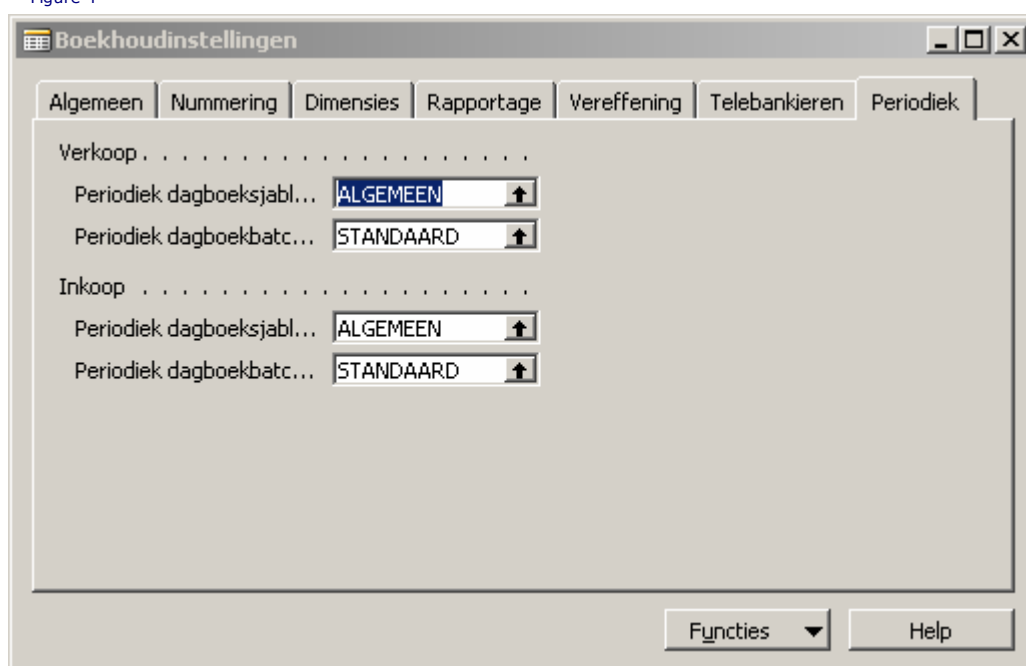 Boekhoudinstellingen
Algemeen Nummering Dimensies Rapportage Vereffening Telebankieren Periodiek
Verkoop . . . . . . . . . . . . . . . . . . . .
Periodiek dagboeksjabl... ALGEMEEN
Periodiek dagboekbatc... STANDAARD
Inkoop . . . . . . . . . . . . . . . . . . . .
Periodiek dagboeksjabl... ALGEMEEN
Periodiek dagboekbatc... STANDAARD
Functies Help